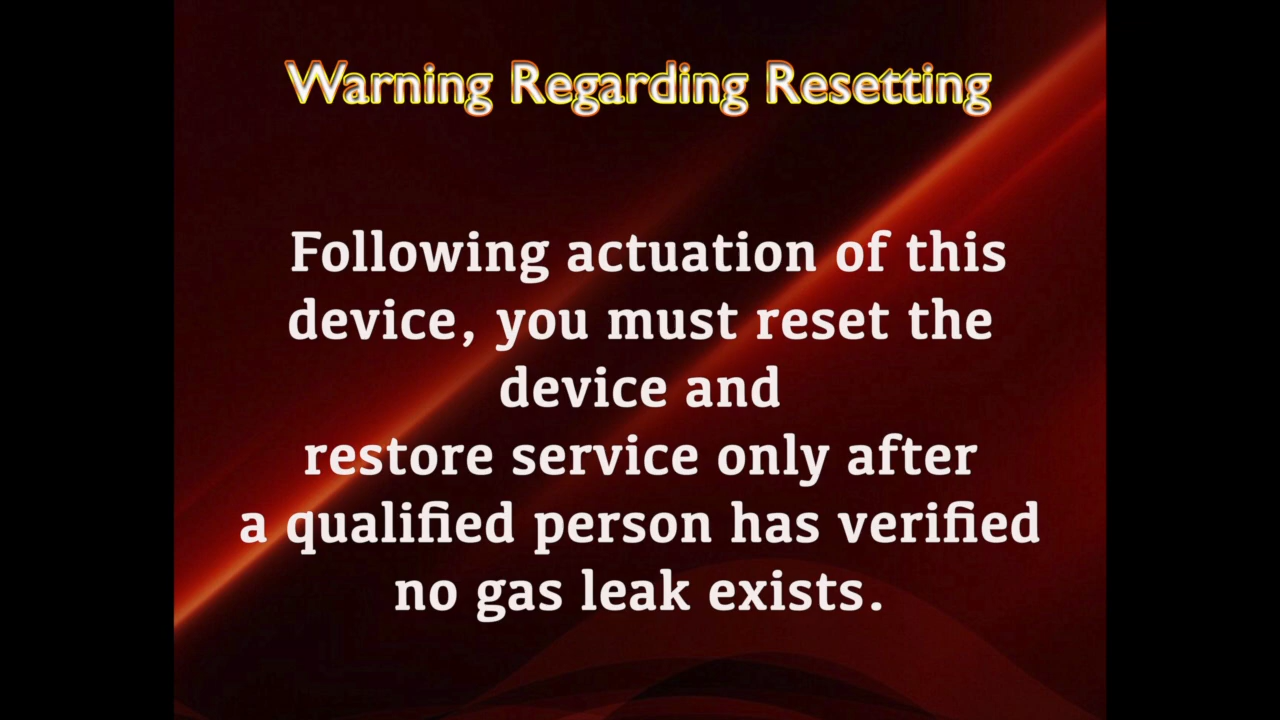 Warning Regarding Resetting
Following actuation of this
device, you must reset the
device and
restore service only after
a qualified person has verified
no gas leak exists.